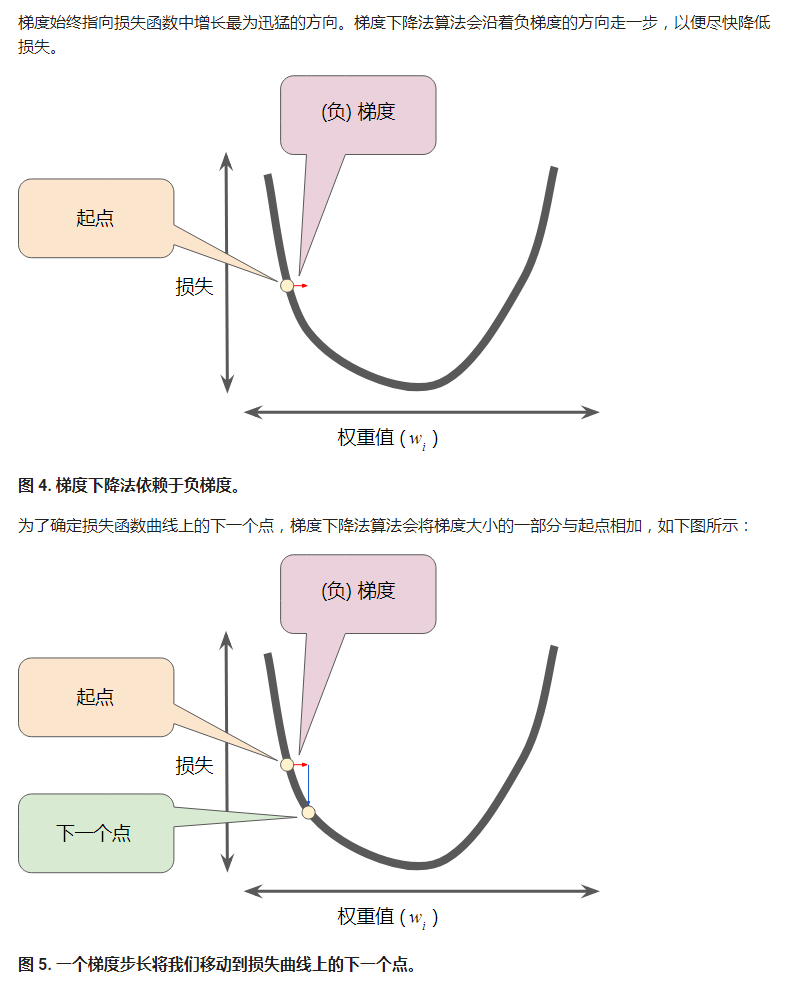 梯度始终指向损失函数中增长最为迅猛的方向。梯度下降法算法会沿着负梯度的方向走一步，以便尽快降低
损失。
(负) 梯度
起点
损失
权重值 ( wi )
图 4. 梯度下降法依赖于负梯度。
为了确定损失函数曲线上的下一个点，梯度下降法算法会将梯度大小的一部分与起点相加，如下图所示：
(负) 梯度
起点
损失
下一个点
权重值 ( wi )
图 5. 一个梯度步长将我们移动到损失曲线上的下一个点。